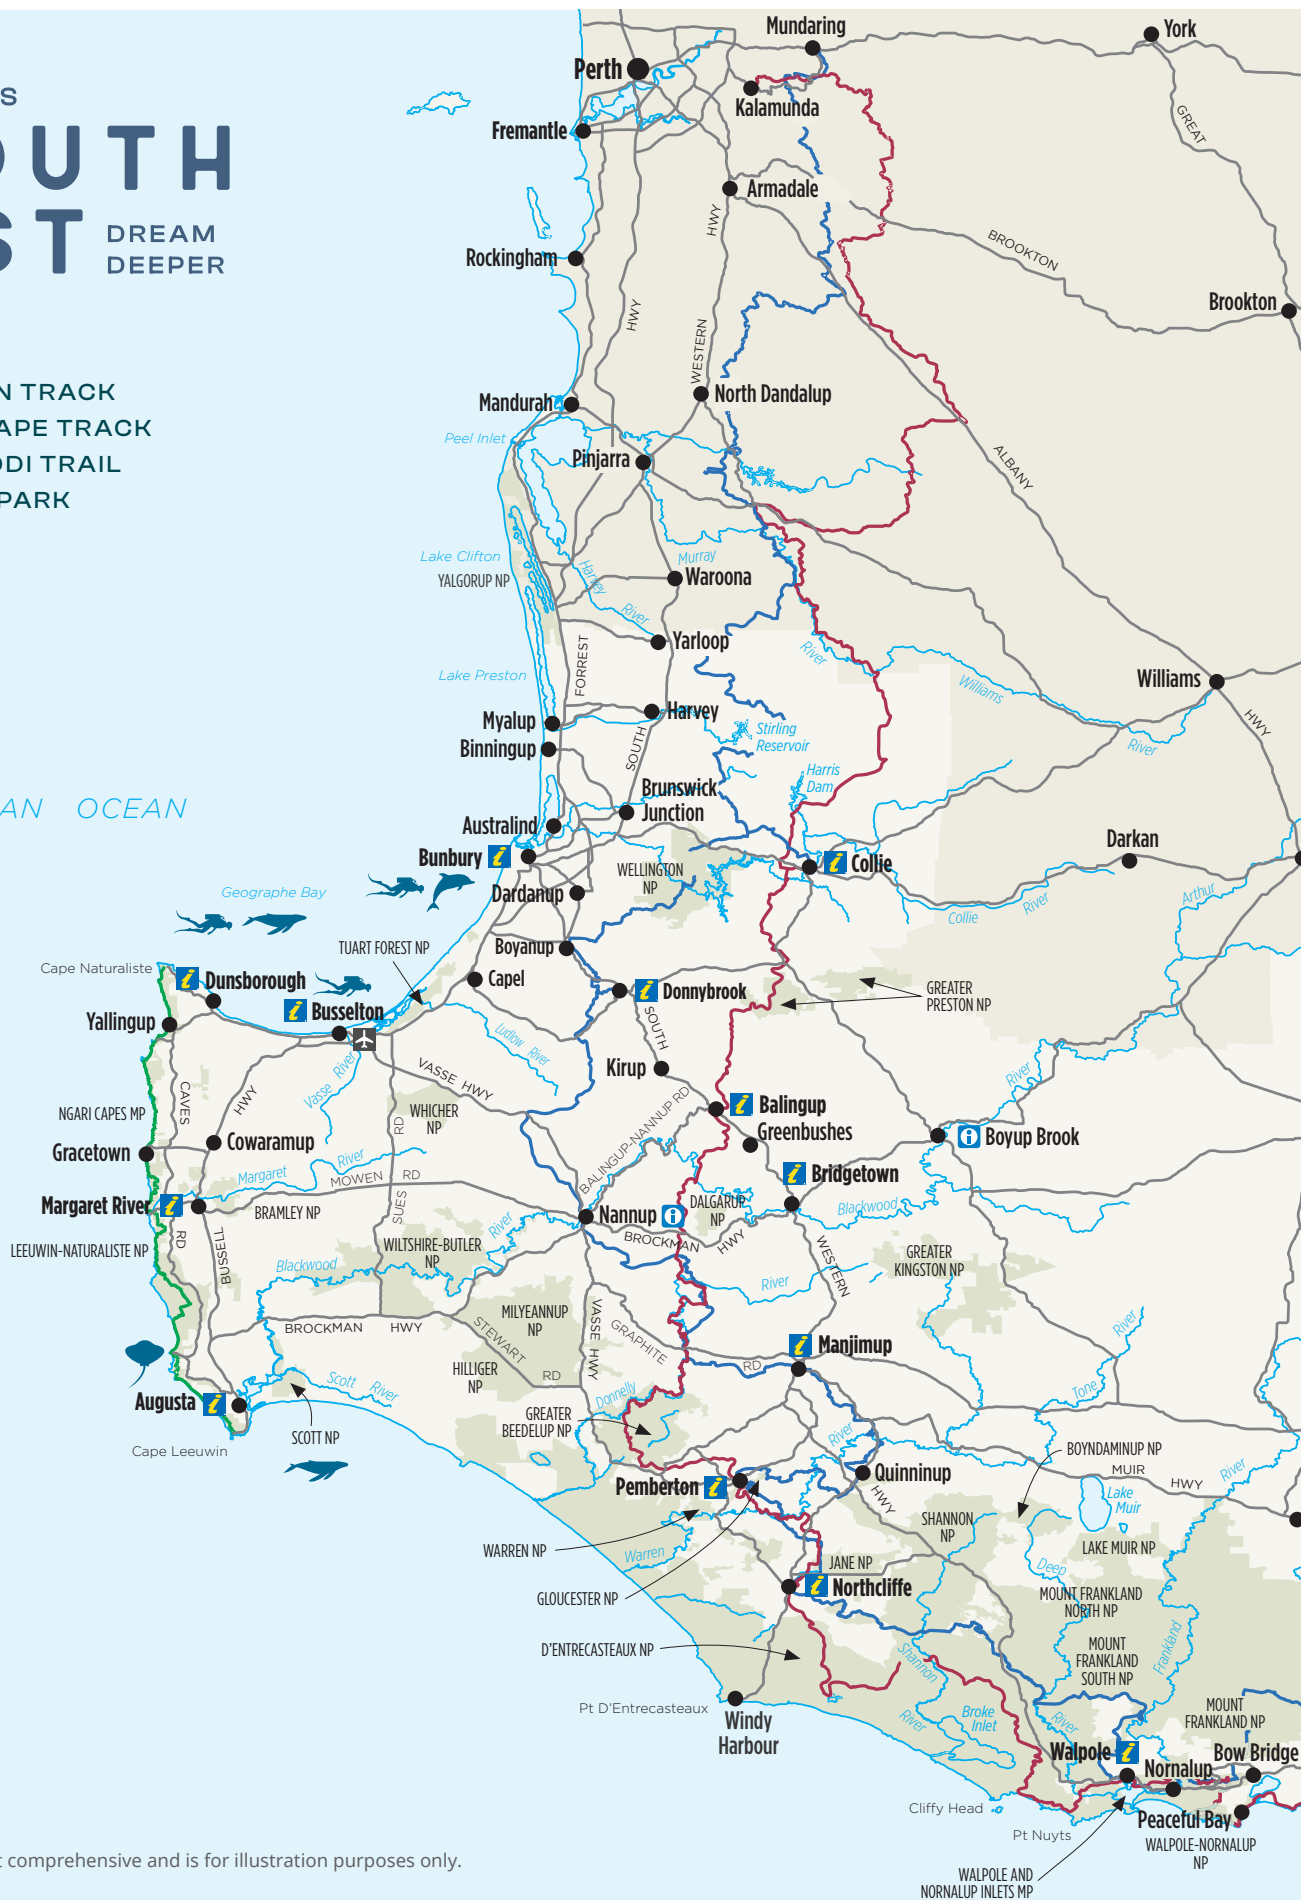 S
OUTH
ST
DREAM
DEEPER
N TRACK
APE TRACK
ODI TRAIL
PARK
AN OCEAN
Mundaring
York
Perth
Kalamunda
GREAT
Fremantle
Armadale
HWY
Rockingham
BROOKTON
Brookton
HWY
WESTERN
Mandurah
North Dandalup
Peel Inlet
Pinjarra
ALBANY
Lake Clifton
YALGORUP NP
Harvey
River
Murray
Waroona
Yarloop
River
FORREST
Lake Preston
Williams
River
Williams
HWY
Myalup
Harvey
Binningup
SOUTH
Stirling
Reservoir
Harris
Dam
Brunswick
Junction
Australind
Bunbury
Collie
Darkan
WELLINGTON
NP
Geographe Bay
Dardanup
Collie
River
Arthur
TUART FOREST NP
Boyanup
Cape Naturaliste
Dunsborough
Capel
Donnybrook
GREATER
PRESTON NP
Busselton
Yallingup
Ludlow River
SOUTH
Kirup
Vasse River
VASSE HWY
River
CAVES
HWY
NGARI CAPES MP
WHICHER
NP
RD
BALINGUP-NANNUP RD
Balingup
Greenbushes
Boyup Brook
Gracetown
Cowaramup
Margaret
River
MOWEN RD
Bridgetown
Margaret River
BRAMLEY NP
SUES
River
Nannup
DALGARUP
NP
Blackwood
RD
BUSSELL
LEEUWIN-NATURALISTE NP
WILTSHIRE-BUTLER
NP
BROCKMAN
HWY
WESTERN
GREATER
KINGSTON NP
Blackwood
River
MILYEANNUP
NP
VASSE HWY
BROCKMAN HWY
STEWART
RD
GRAPHITE
RD
River
Manjimup
HILLIGER
NP
Scott River
Donnelly
Tone
Augusta
GREATER
BEEDELUP NP
SCOTT NP
Cape Leeuwin
River
BOYNDAMINUP NP
MUIR
HWY
River
Pemberton
Quinninup
HWY
Lake
Muir
SHANNON
NP
WARREN NP
Warren
LAKE MUIR NP
JANE NP
Deep
GLOUCESTER NP
Northcliffe
MOUNT FRANKLAND
NORTH NP
D'ENTRECASTEAUX NP
Shannon
MOUNT
FRANKLAND
SOUTH NP
Frankland
Pt D'Entrecasteaux
Windy
Harbour
River
Broke
Inlet
River
MOUNT
FRANKLAND NP
Walpole
Nornalup
Bow Bridge
Cliffy Head
Peaceful Bay
Pt Nuyts
WALPOLE-NORNALUP
NP
t comprehensive and is for illustration purposes only.
WALPOLE AND
NORNALUP INLETS MP